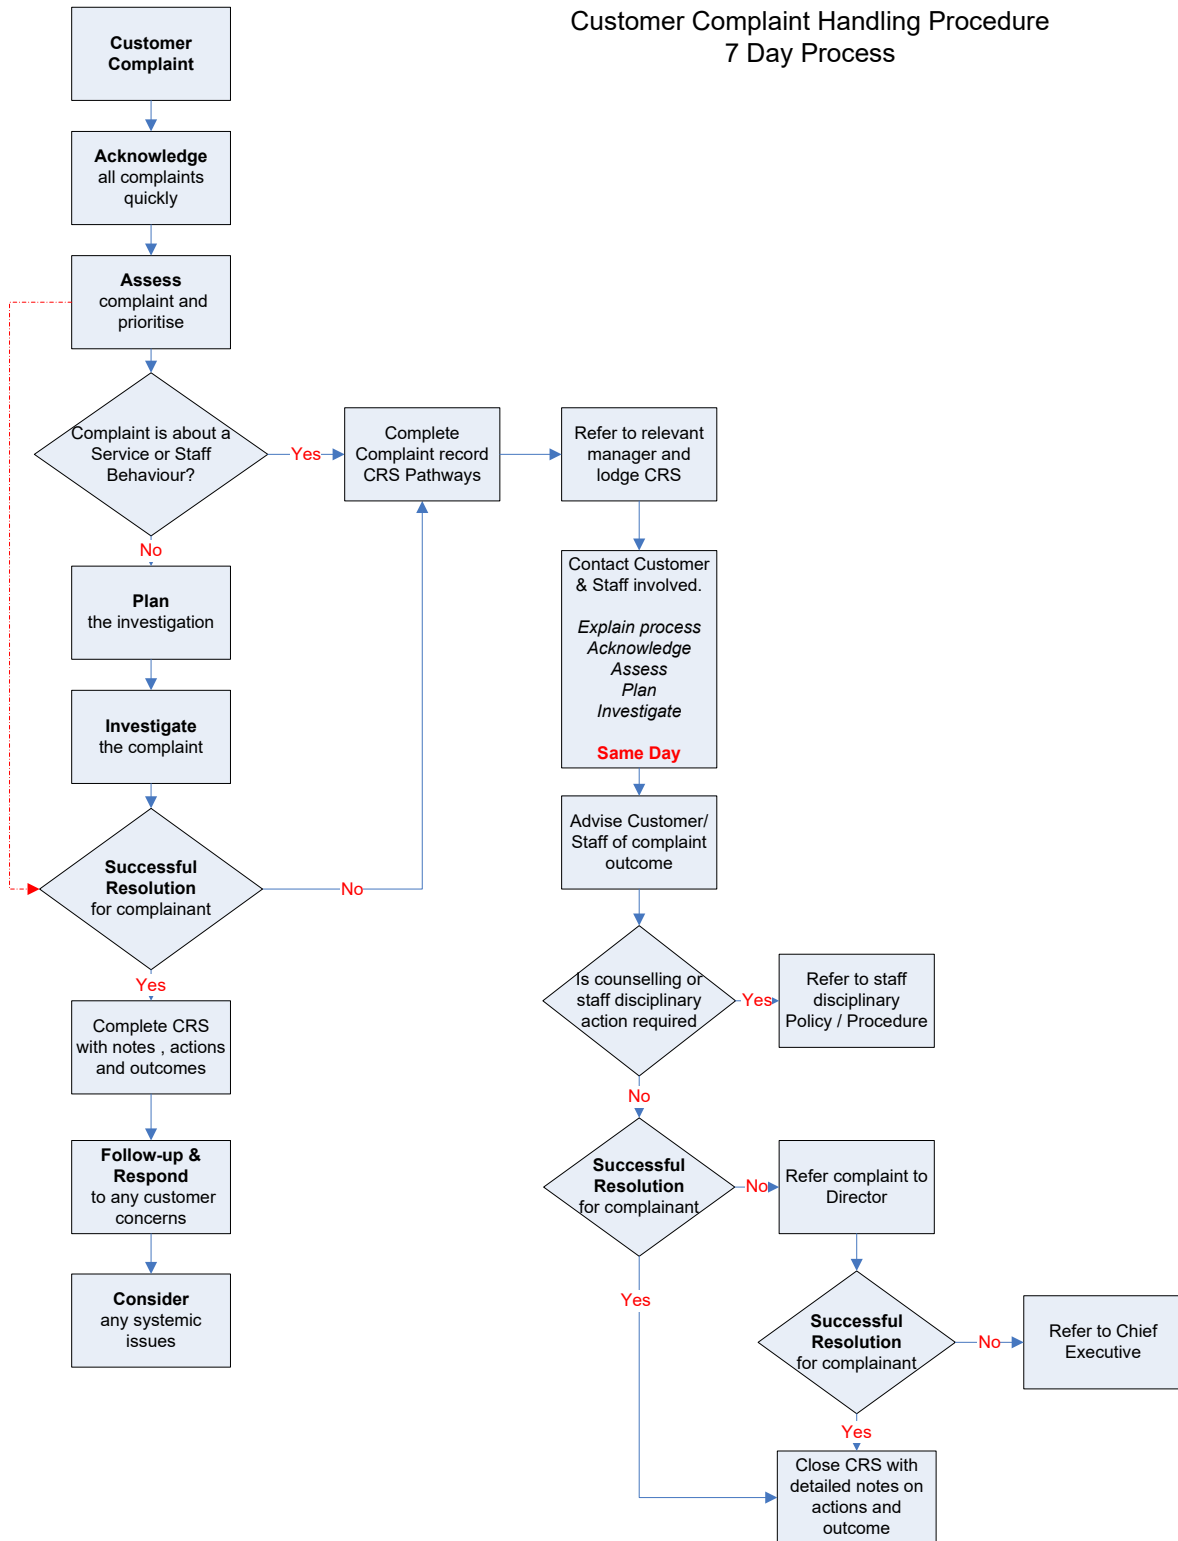 Customer Complaint Handling Procedure
7 Day Process
Customer
Complaint
Acknowledge
all complaints
quickly
Assess
complaint and
prioritise
Complaint is about a
Service or Staff
Behaviour?
Yes
No
Complete
Complaint record
CRS Pathways
Refer to relevant
manager and
lodge CRS
Plan
the investigation
Investigate
the complaint
Successful
Resolution
for complainant
No
Yes
Complete CRS
with notes , actions
and outcomes
Follow-up &
Respond
to any customer
concerns
Consider
any systemic
issues
Contact Customer
& Staff involved.
Explain process
Acknowledge
Assess
Plan
Investigate
Same Day
Advise Customer/
Staff of complaint
outcome
Is counselling or
staff disciplinary
action required
Yes
Refer to staff
disciplinary
Policy / Procedure
No
Successful
Resolution
for complainant
No
Refer complaint to
Director
Yes
Successful
Resolution
for complainant
No
Refer to Chief
Executive
Yes
Close CRS with
detailed notes on
actions and
outcome